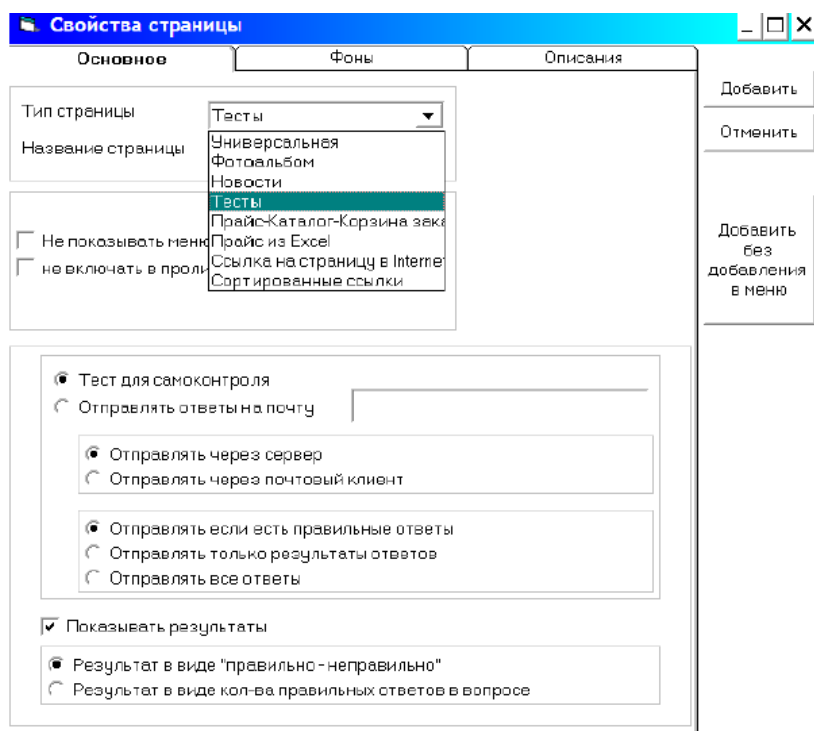 Свойства страницы
Основное
Фоны
Описания
Добавить
Отменить
Добавить
без
добавления
в меню
Тип страницы
Тесты
Название страницы
Универсальная
Фотоальбом
Новости
Тесты
Прайс-Каталог-Корзина зака
Прайс из Excel
Ссылка на страницу в Interne
Сортированные ссылки
Не показывать меню
не включать в проли
Тест для самоконтроля
Отправлять ответы на почту
Отправлять через сервер
Отправлять через почтовый клиент
Отправлять если есть правильные ответы
Отправлять только результаты ответов
Отправлять все ответы
Показывать результаты
Результат в виде "правильно - неправильно"
Результат в виде кол-ва правильных ответов в вопросе